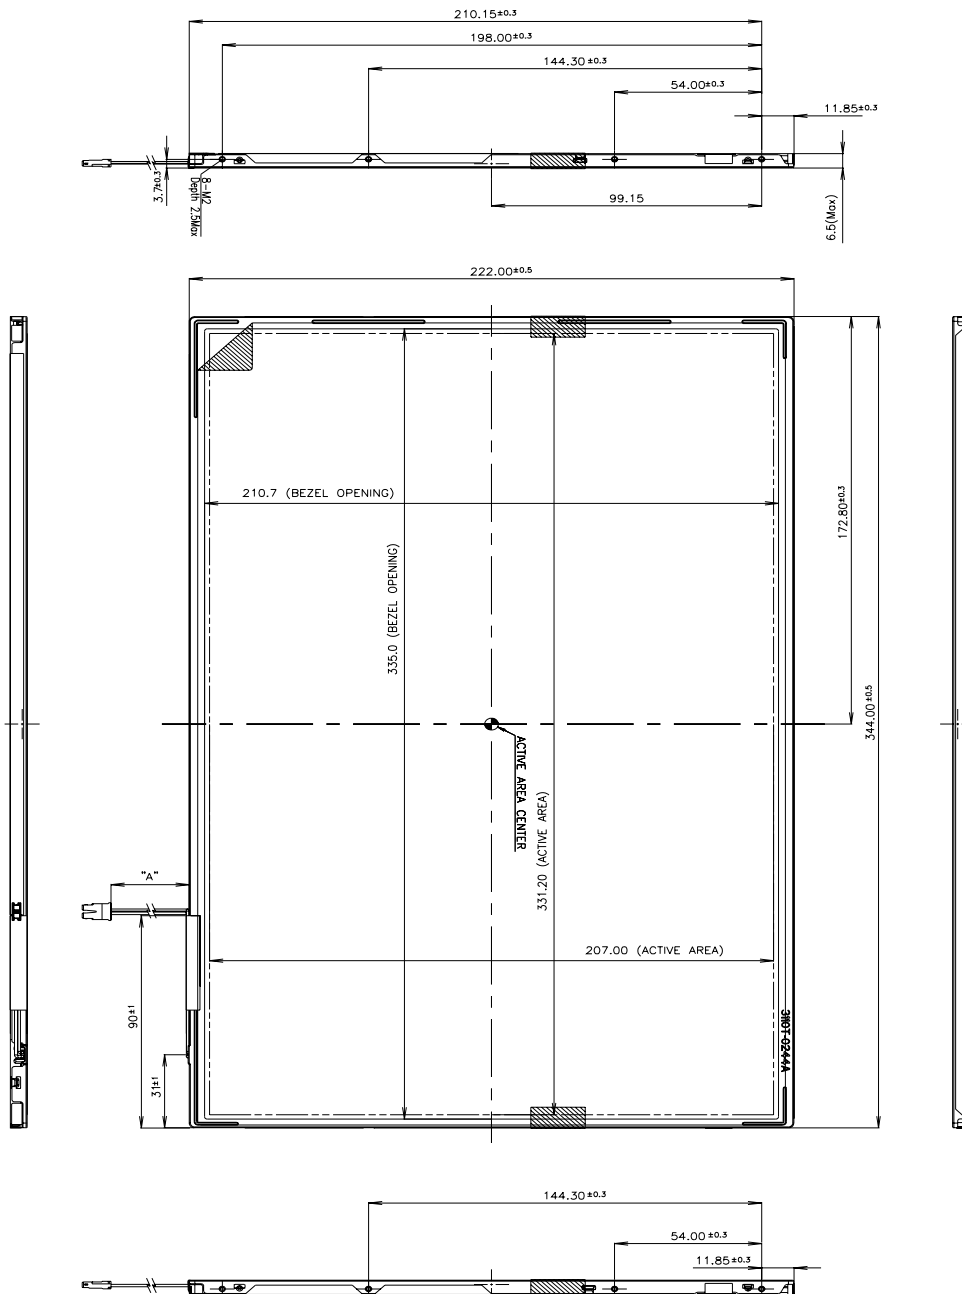 210.15±0.3
198.00±0.3
144.30±0.3
54.00±0.3
11.85±0.3
3.7±0.3
8-M2
Depth 2.5Max
99.15
6.5(Max)
222.00±0.5
210.7 (BEZEL OPENING)
335.0 (BEZEL OPENING)
172.80±0.3
344.00±0.5
ACTIVE AREA CENTER
331.20 (ACTIVE AREA)
"A"
207.00 (ACTIVE AREA)
90±1
31±1
3110T-0244A
144.30±0.3
54.00±0.3
11.85±0.3